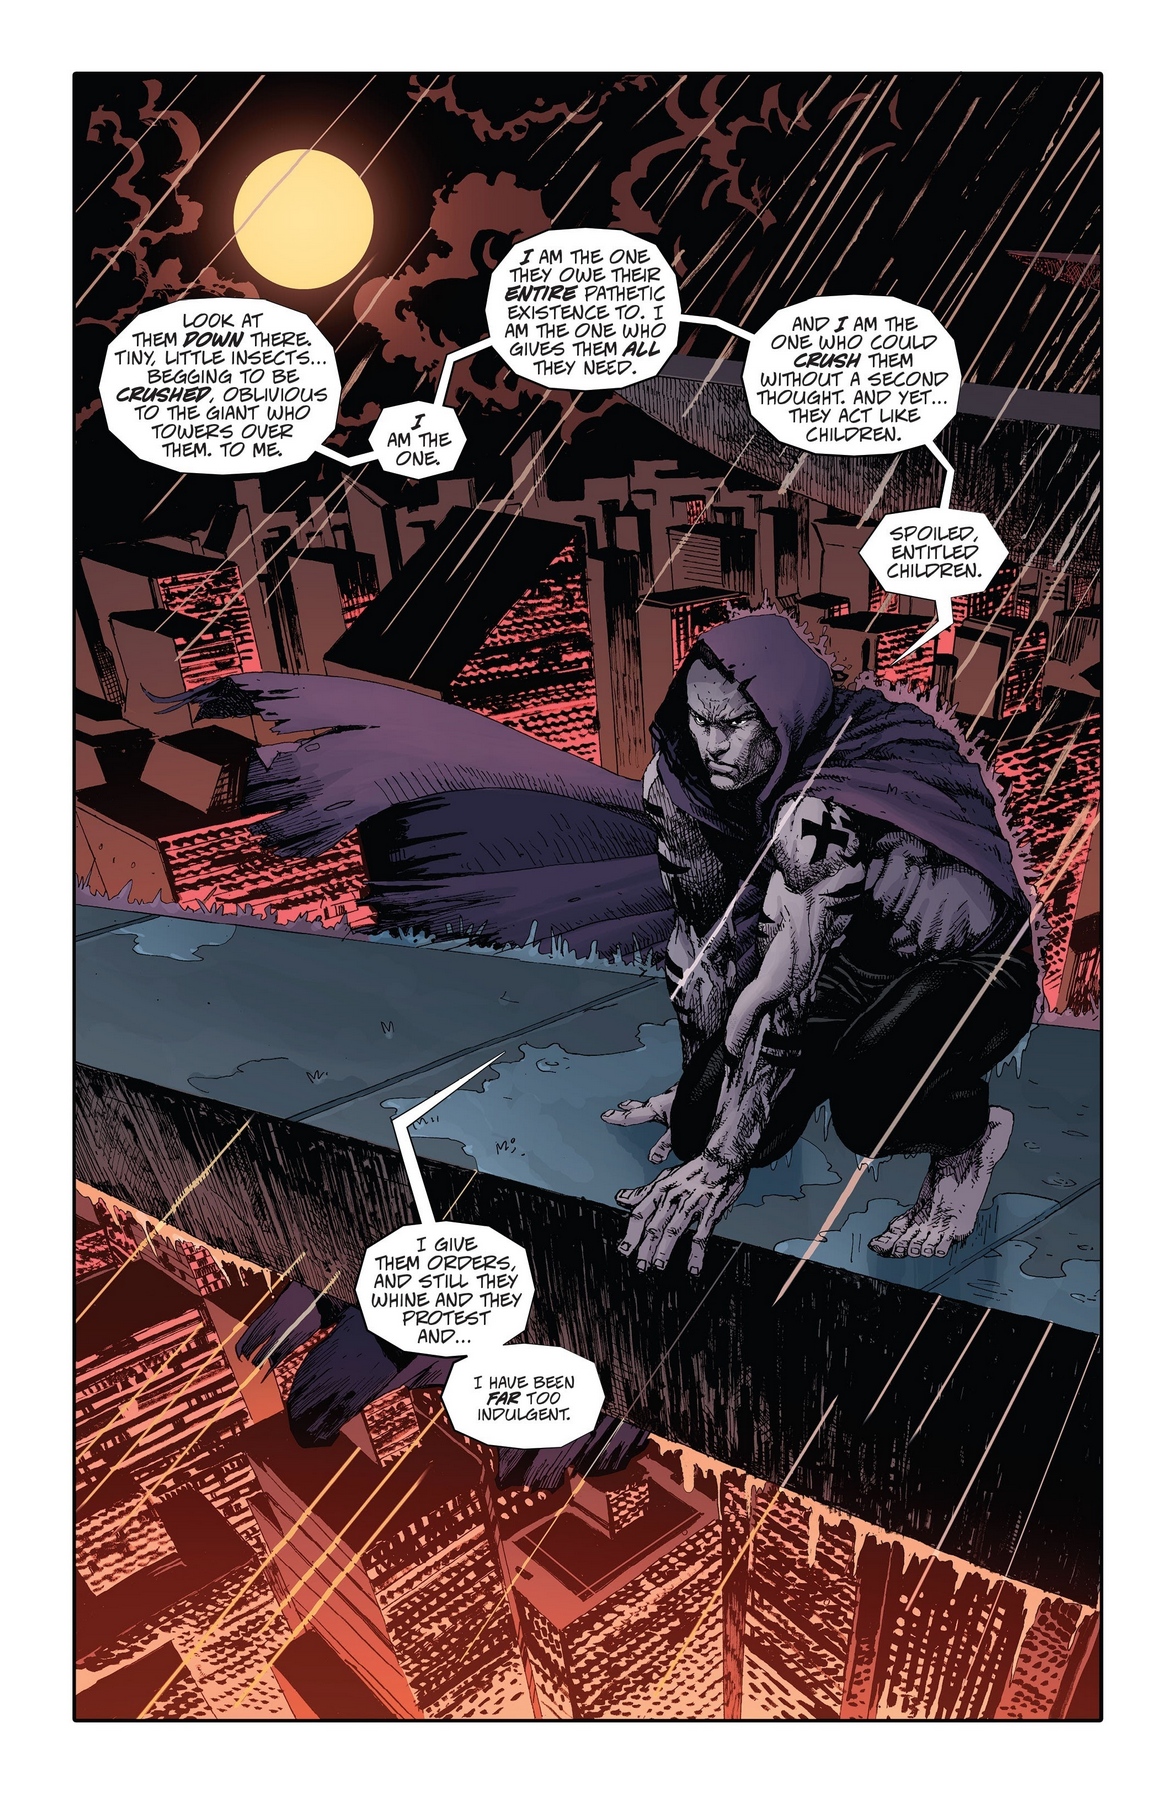 LOOK AT
THEM DOWN THERE.
TINY, LITTLE INSECTS...
BEGGING TO BE
CRUSHED, OBLIVIOUS
TO THE GIANT WHO
TOWERS OVER
THEM. TO ME.
I
AM THE
ONE.
I AM THE ONE
THEY OWE THEIR
ENTIRE PATHETIC
EXISTENCE TO. I
AM THE ONE WHO
GIVES THEM ALL
THEY NEED.
AND I AM THE
ONE WHO COULD
CRUSH THEM
WITHOUT A SECOND
THOUGHT. AND YET...
THEY ACT LIKE
CHILDREN.
SPOILED,
ENTITLED
CHILDREN.
I GIVE
THEM ORDERS,
AND STILL THEY
WHINE AND THEY
PROTEST
AND...
I HAVE BEEN
FAR TOO
INDULGENT.